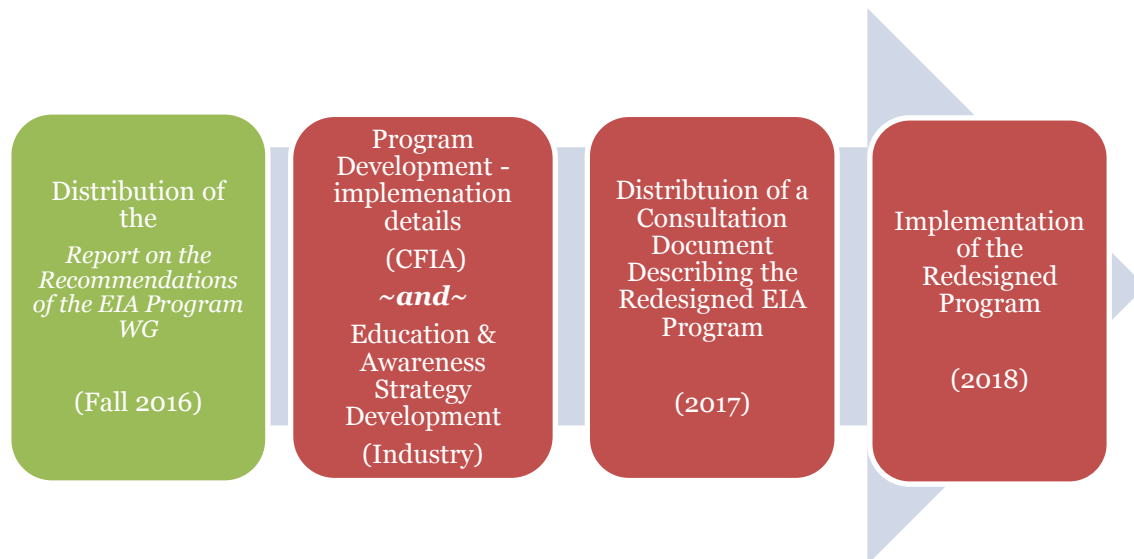 Distribution of
the
Report on the
Recommendations
of the EIA Program
WG
(Fall 2016)
Program
Development -
implemenation
details
(CFIA)
~and~
Education &
Awareness
Strategy
Development
(Industry)
Distribtuion of a
Consultation
Document
Describing the
Redesigned EIA
Program
(2017)
Implementation
of the
Redesigned
Program
(2018)